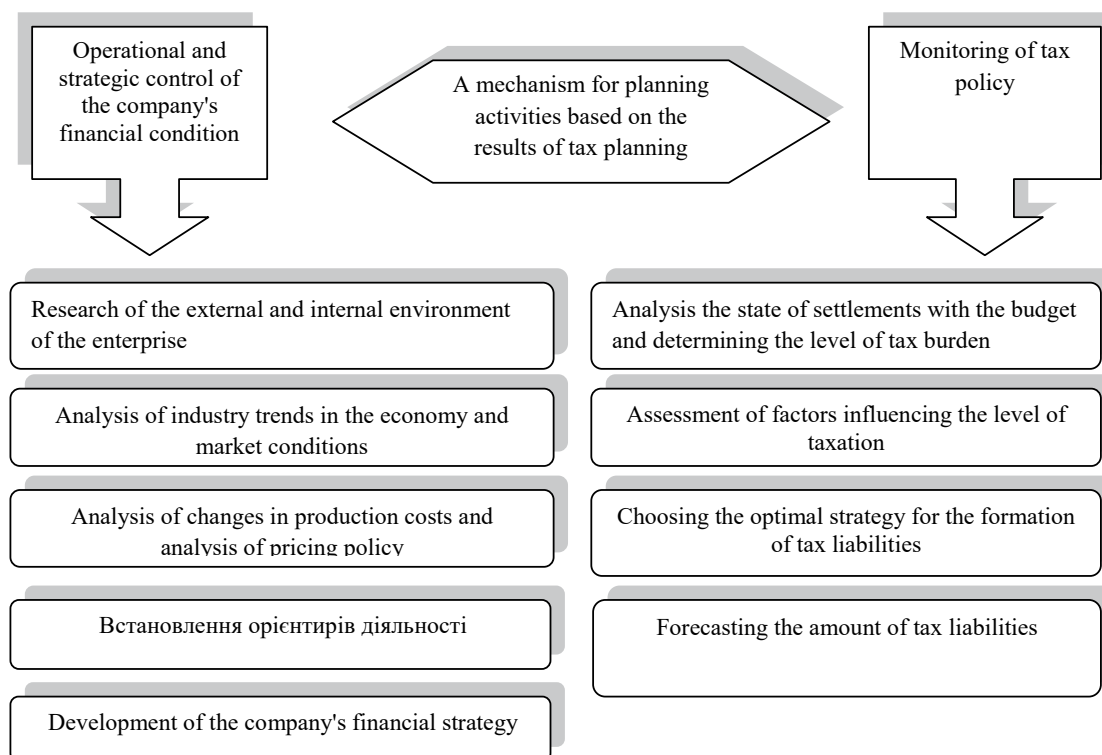 Operational and
strategic control of
the company's
financial condition
A mechanism for planning
activities based on the
results of tax planning
Monitoring of tax
policy
Research of the external and internal environment
of the enterprise
Analysis of industry trends in the economy and
market conditions
Analysis of changes in production costs and
analysis of pricing policy
Встановлення орієнтирів діяльності
Development of the company's financial strategy
Analysis the state of settlements with the budget
and determining the level of tax burden
Assessment of factors influencing the level of
taxation
Choosing the optimal strategy for the formation
of tax liabilities
Forecasting the amount of tax liabilities